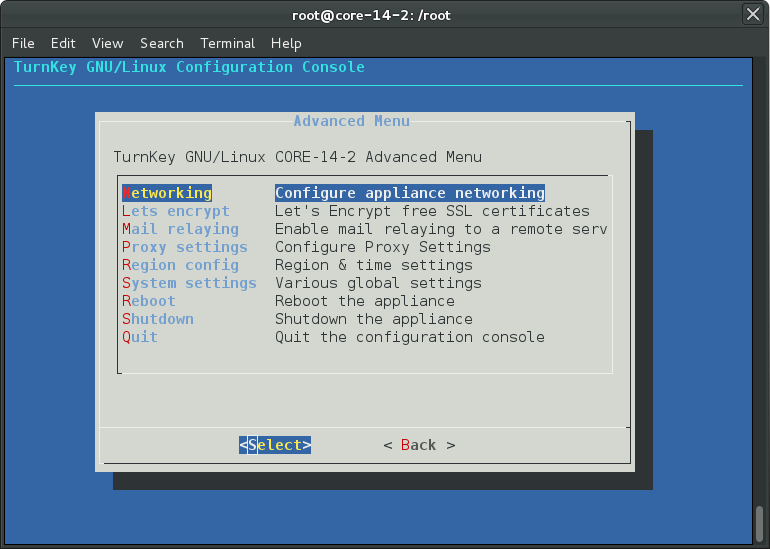 root@core-14-2: /root
File Edit View Search Terminal Help
TurnKey GNU/Linux Configuration Console
Advanced Menu
TurnKey GNU/Linux CORE-14-2 Advanced Menu
Networking Configure appliance networking
Lets encrypt Let's Encrypt free SSL certificates
Mail relaying Enable mail relaying to a remote serv
Proxy settings Configure Proxy Settings
Region config Region & time settings
System settings Various global settings
Reboot Reboot the appliance
Shutdown Shutdown the appliance
Quit Quit the configuration console
<Select> < Back >